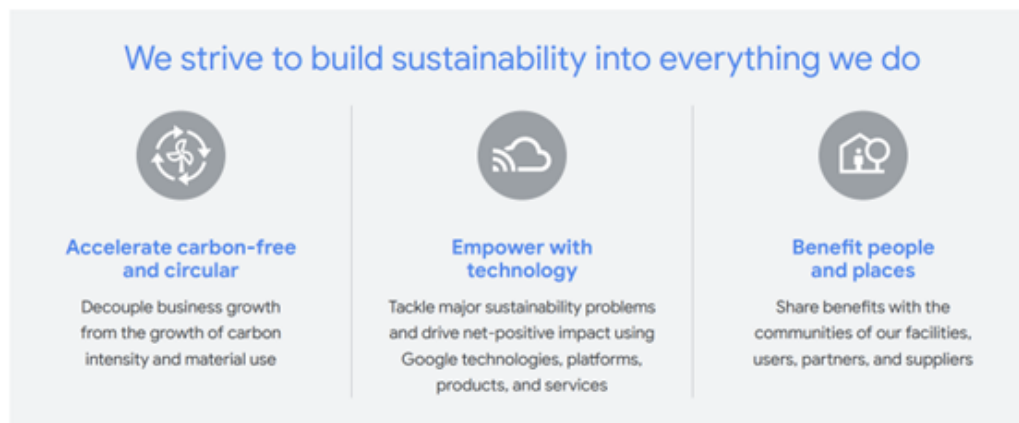 We strive to build sustainability into everything we do
Accelerate carbon-free
and circular
Decouple business growth
from the growth of carbon
intensity and material use
Empower with
technology
Tackle major sustainability problems
and drive net-positive impact using
Google technologies, platforms,
products, and services
Benefit people
and places
Share benefits with the
communities of our facilities,
users, partners, and suppliers